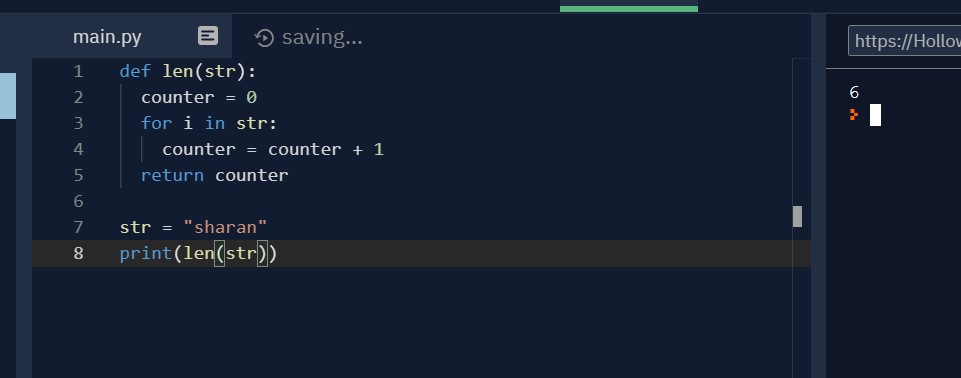 main.py saving...
https://Hollow
1 def len(str):
2 counter = 0
3 for i in str:
4 counter = counter + 1
5 return counter
6
7 str = "sharan"
8 print(len(str))
6